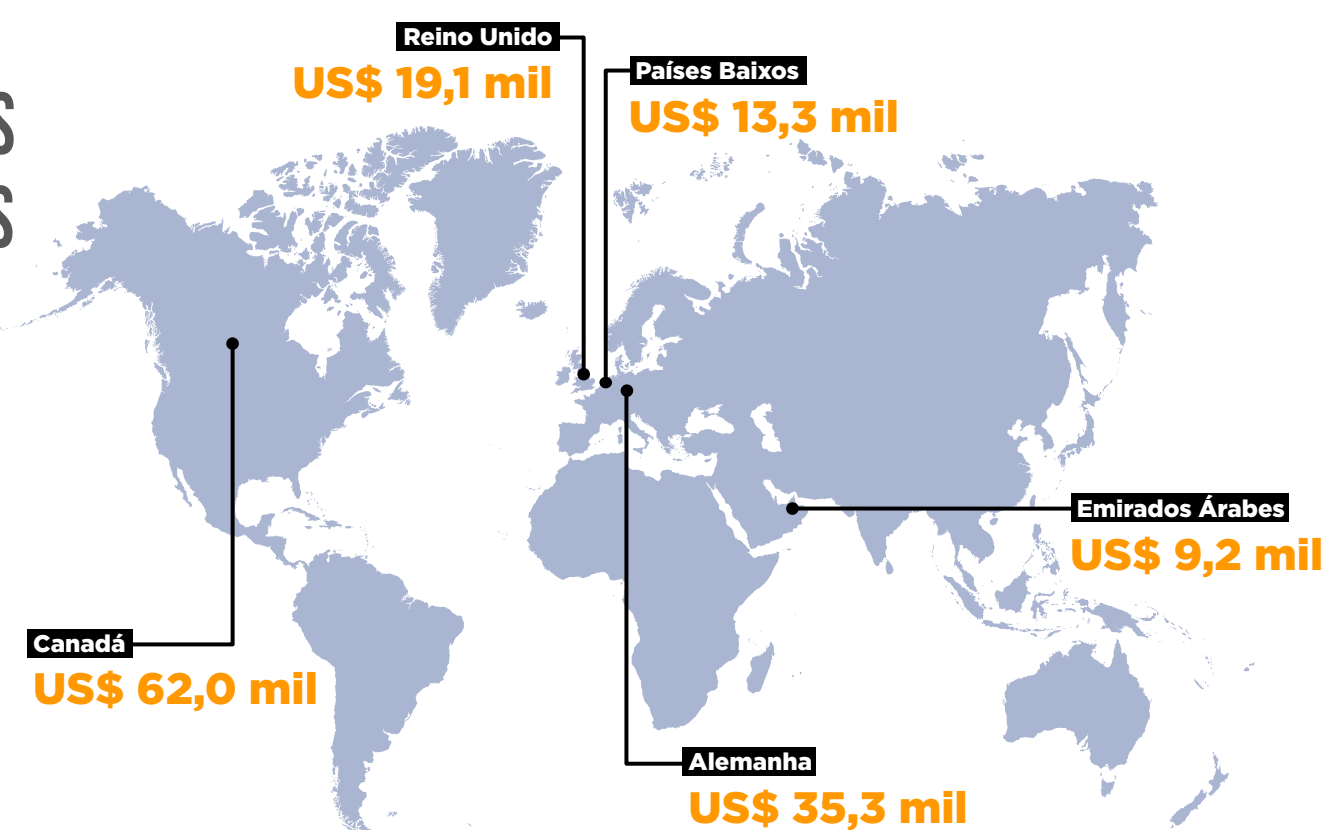 Reino Unido
US$ 19,1 mil
Países Baixos
US$ 13,3 mil
Emirados Árabes
US$ 9,2 mil
Canadá
US$ 62,0 mil
Alemanha
US$ 35,3 mil